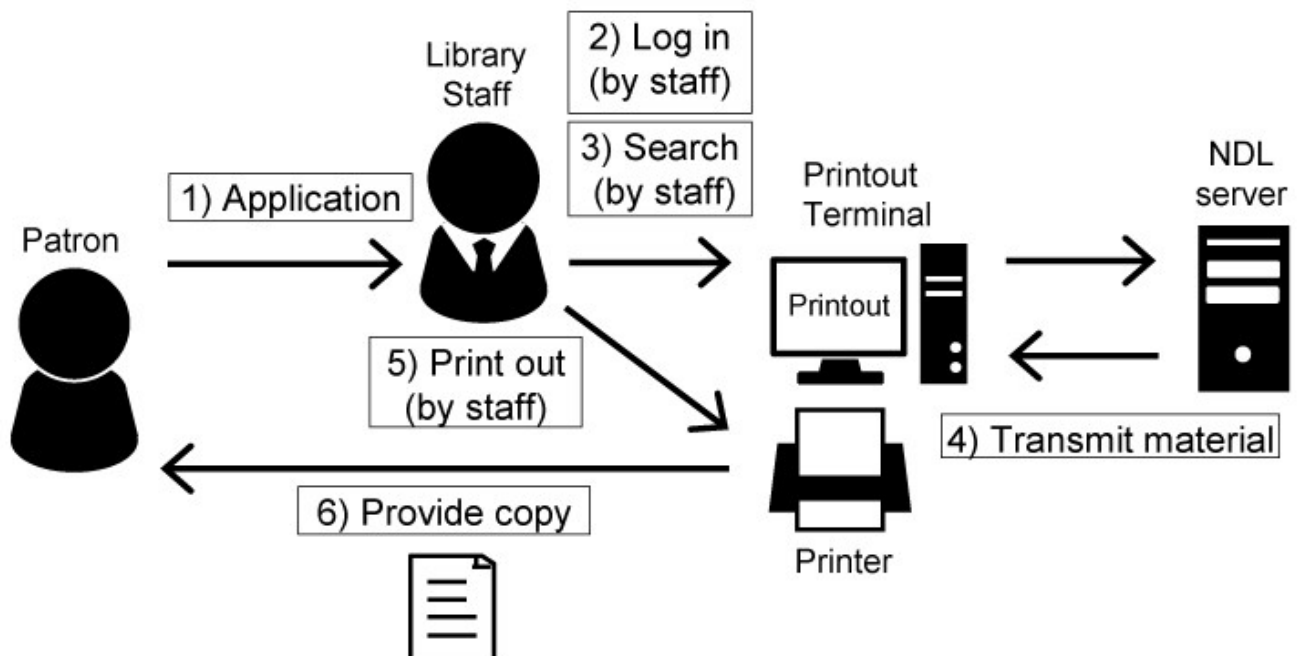 Library
Staff
2) Log in
(by staff)
3) Search
(by staff)
1) Application
Patron
Printout
Terminal
NDL
server
Printout
5) Print out
(by staff)
4) Transmit material
6) Provide copy
Printer